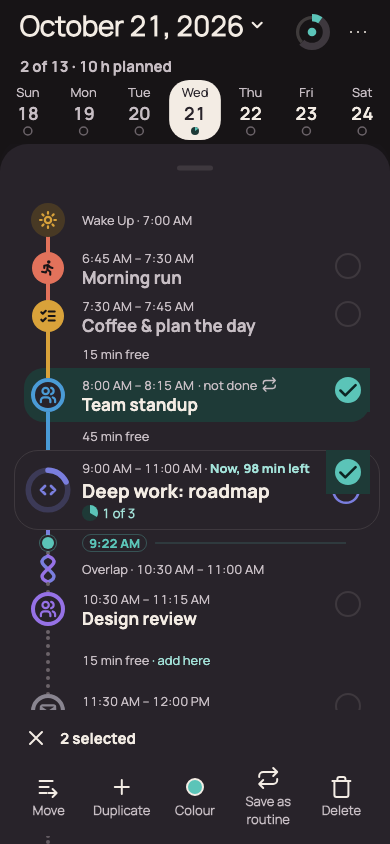 October 21, 2026
2 of 13 · 10 h planned
Sun Mon Tue Wed Thu Fri Sat
18 19 20 21 22 23 24
Wake Up · 7:00 AM
6:45 AM – 7:30 AM
Morning run
7:30 AM – 7:45 AM
Coffee & plan the day
15 min free
8:00 AM – 8:15 AM · not done
Team standup
45 min free
9:00 AM – 11:00 AM · Now, 98 min left
Deep work: roadmap
1 of 3
9:22 AM
Overlap · 10:30 AM – 11:00 AM
10:30 AM – 11:15 AM
Design review
15 min free · add here
11:30 AM – 12:00 PM
2 selected
Move Duplicate Colour Save as routine Delete